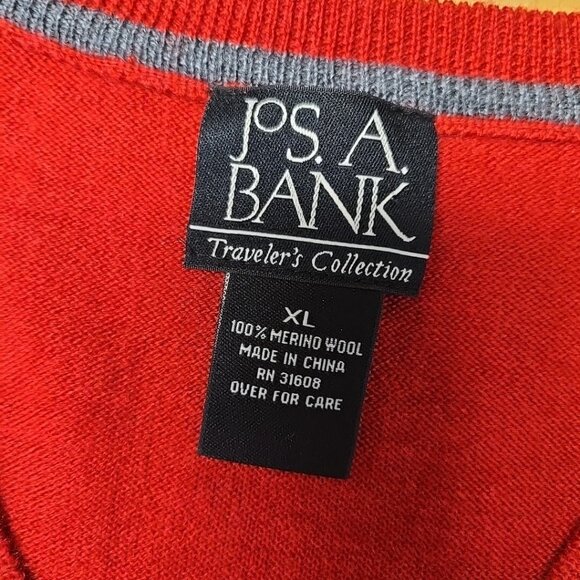 JOS. A.
BANK
Traveler's Collection
XL
100% MERINO WOOL
MADE IN CHINA
RN 31608
OVER FOR CARE